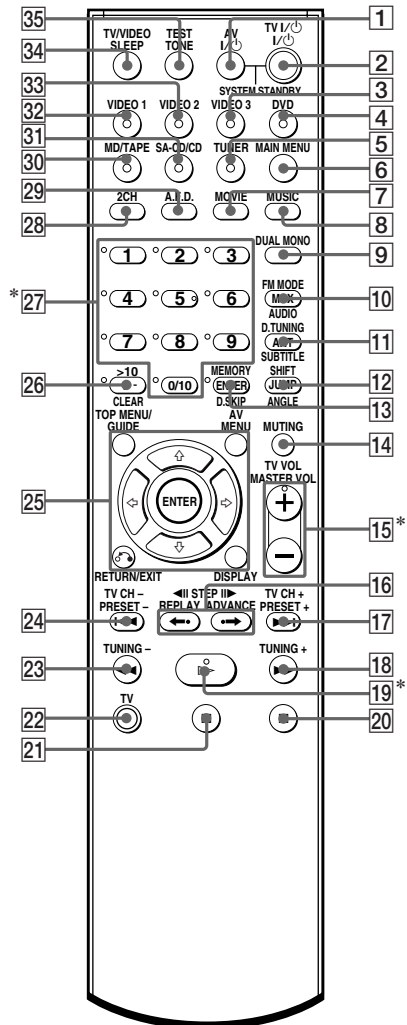 35
34
33
32
31
30
29
28
*27
26
25
24
23
22
21
TV/VIDEO SLEEP
TEST TONE
AV I/⏻
TV I/⏻
I/⏻
SYSTEM STANDBY
VIDEO 1 VIDEO 2 VIDEO 3 DVD
MD/TAPE SA-CD/CD TUNER MAIN MENU
2CH A.F.D. MOVIE MUSIC
DUAL MONO
1 2 3
FM MODE
AUDIO
4 5 6
D.TUNING
SUBTITLE
7 8 9
SHIFT
JUMP
ANGLE
>10
CLEAR
0/10
MEMORY
ENTER
D.SKIP
TOP MENU/ GUIDE
AV MENU
MUTING
TV VOL
MASTER VOL
+
–
ENTER
RETURN/EXIT
DISPLAY
TV CH –
PRESET –
STEP
REPLAY ADVANCE
TV CH +
PRESET +
TUNING –
TUNING +
TV
1
2
3
4
5
6
7
8
9
10
11
12
13
14
15*
16
17
18
19*
20